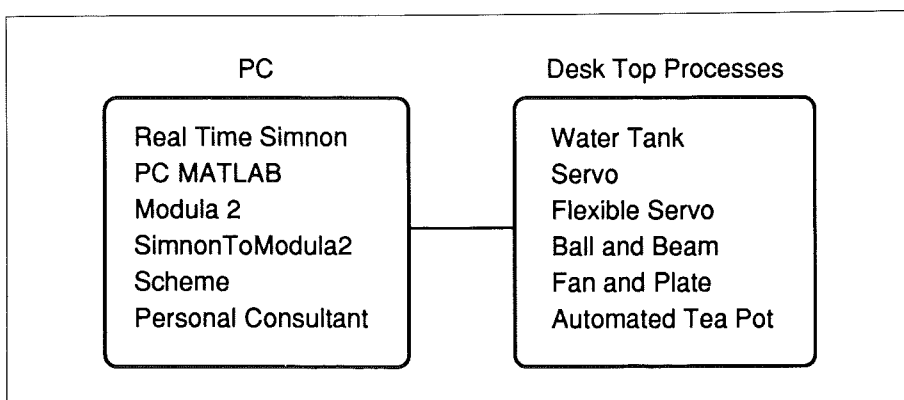 PC
Real Time Simnon
PC MATLAB
Modula 2
SimnonToModula2
Scheme
Personal Consultant
Desk Top Processes
Water Tank
Servo
Flexible Servo
Ball and Beam
Fan and Plate
Automated Tea Pot